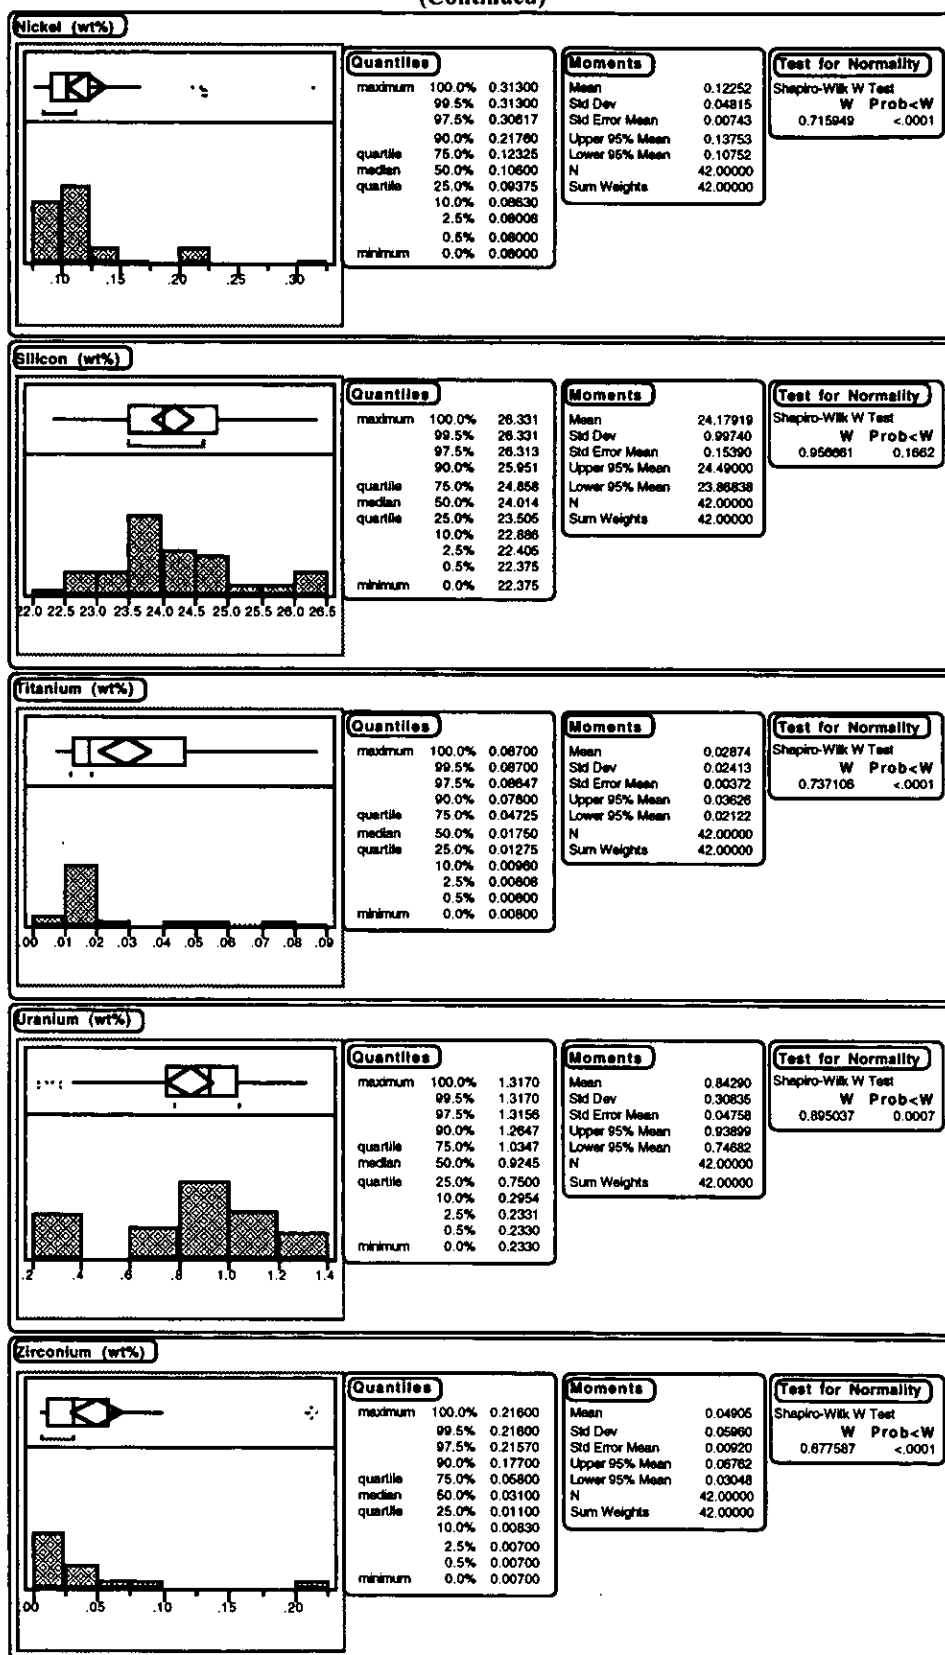 (Continued)
Nickel (wt%)
.10 .15 .20 .25 .30
Quantiles
maximum 100.0% 0.31300
99.5% 0.31300
97.5% 0.30617
90.0% 0.21760
quartile 75.0% 0.12325
median 50.0% 0.10600
quartile 25.0% 0.09375
10.0% 0.08630
2.5% 0.08008
0.5% 0.08000
minimum 0.0% 0.08000
Moments
Mean 0.12252
Std Dev 0.04815
Std Error Mean 0.00743
Upper 95% Mean 0.13753
Lower 95% Mean 0.10752
N 42.00000
Sum Weights 42.00000
Test for Normality
Shapiro-Wilk W Test
W Prob<W
0.715949 <.0001
Silicon (wt%)
22.0 22.5 23.0 23.5 24.0 24.5 25.0 25.5 26.0 26.5
Quantiles
maximum 100.0% 26.331
99.5% 26.331
97.5% 26.313
90.0% 25.951
quartile 75.0% 24.858
median 50.0% 24.014
quartile 25.0% 23.505
10.0% 22.886
2.5% 22.405
0.5% 22.375
minimum 0.0% 22.375
Moments
Mean 24.17919
Std Dev 0.99740
Std Error Mean 0.15390
Upper 95% Mean 24.49000
Lower 95% Mean 23.86838
N 42.00000
Sum Weights 42.00000
Test for Normality
Shapiro-Wilk W Test
W Prob<W
0.956661 0.1662
Titanium (wt%)
.00 .01 .02 .03 .04 .05 .06 .07 .08 .09
Quantiles
maximum 100.0% 0.08700
99.5% 0.08700
97.5% 0.08647
90.0% 0.07600
quartile 75.0% 0.04725
median 50.0% 0.01750
quartile 25.0% 0.01275
10.0% 0.00960
2.5% 0.00808
0.5% 0.00800
minimum 0.0% 0.00800
Moments
Mean 0.02874
Std Dev 0.02413
Std Error Mean 0.00372
Upper 95% Mean 0.03626
Lower 95% Mean 0.02122
N 42.00000
Sum Weights 42.00000
Test for Normality
Shapiro-Wilk W Test
W Prob<W
0.737106 <.0001
Uranium (wt%)
.2 .4 .6 .8 1.0 1.2 1.4
Quantiles
maximum 100.0% 1.3170
99.5% 1.3170
97.5% 1.3156
90.0% 1.2647
quartile 75.0% 1.0347
median 50.0% 0.9245
quartile 25.0% 0.7500
10.0% 0.2954
2.5% 0.2331
0.5% 0.2330
minimum 0.0% 0.2330
Moments
Mean 0.84290
Std Dev 0.30835
Std Error Mean 0.04758
Upper 95% Mean 0.93899
Lower 95% Mean 0.74682
N 42.00000
Sum Weights 42.00000
Test for Normality
Shapiro-Wilk W Test
W Prob<W
0.895037 0.0007
Zirconium (wt%)
.00 .05 .10 .15 .20
Quantiles
maximum 100.0% 0.21600
99.5% 0.21600
97.5% 0.21570
90.0% 0.17700
quartile 75.0% 0.05800
median 50.0% 0.03100
quartile 25.0% 0.01100
10.0% 0.00830
2.5% 0.00700
0.5% 0.00700
minimum 0.0% 0.00700
Moments
Mean 0.04905
Std Dev 0.05960
Std Error Mean 0.00920
Upper 95% Mean 0.06762
Lower 95% Mean 0.03048
N 42.00000
Sum Weights 42.00000
Test for Normality
Shapiro-Wilk W Test
W Prob<W
0.677587 <.0001